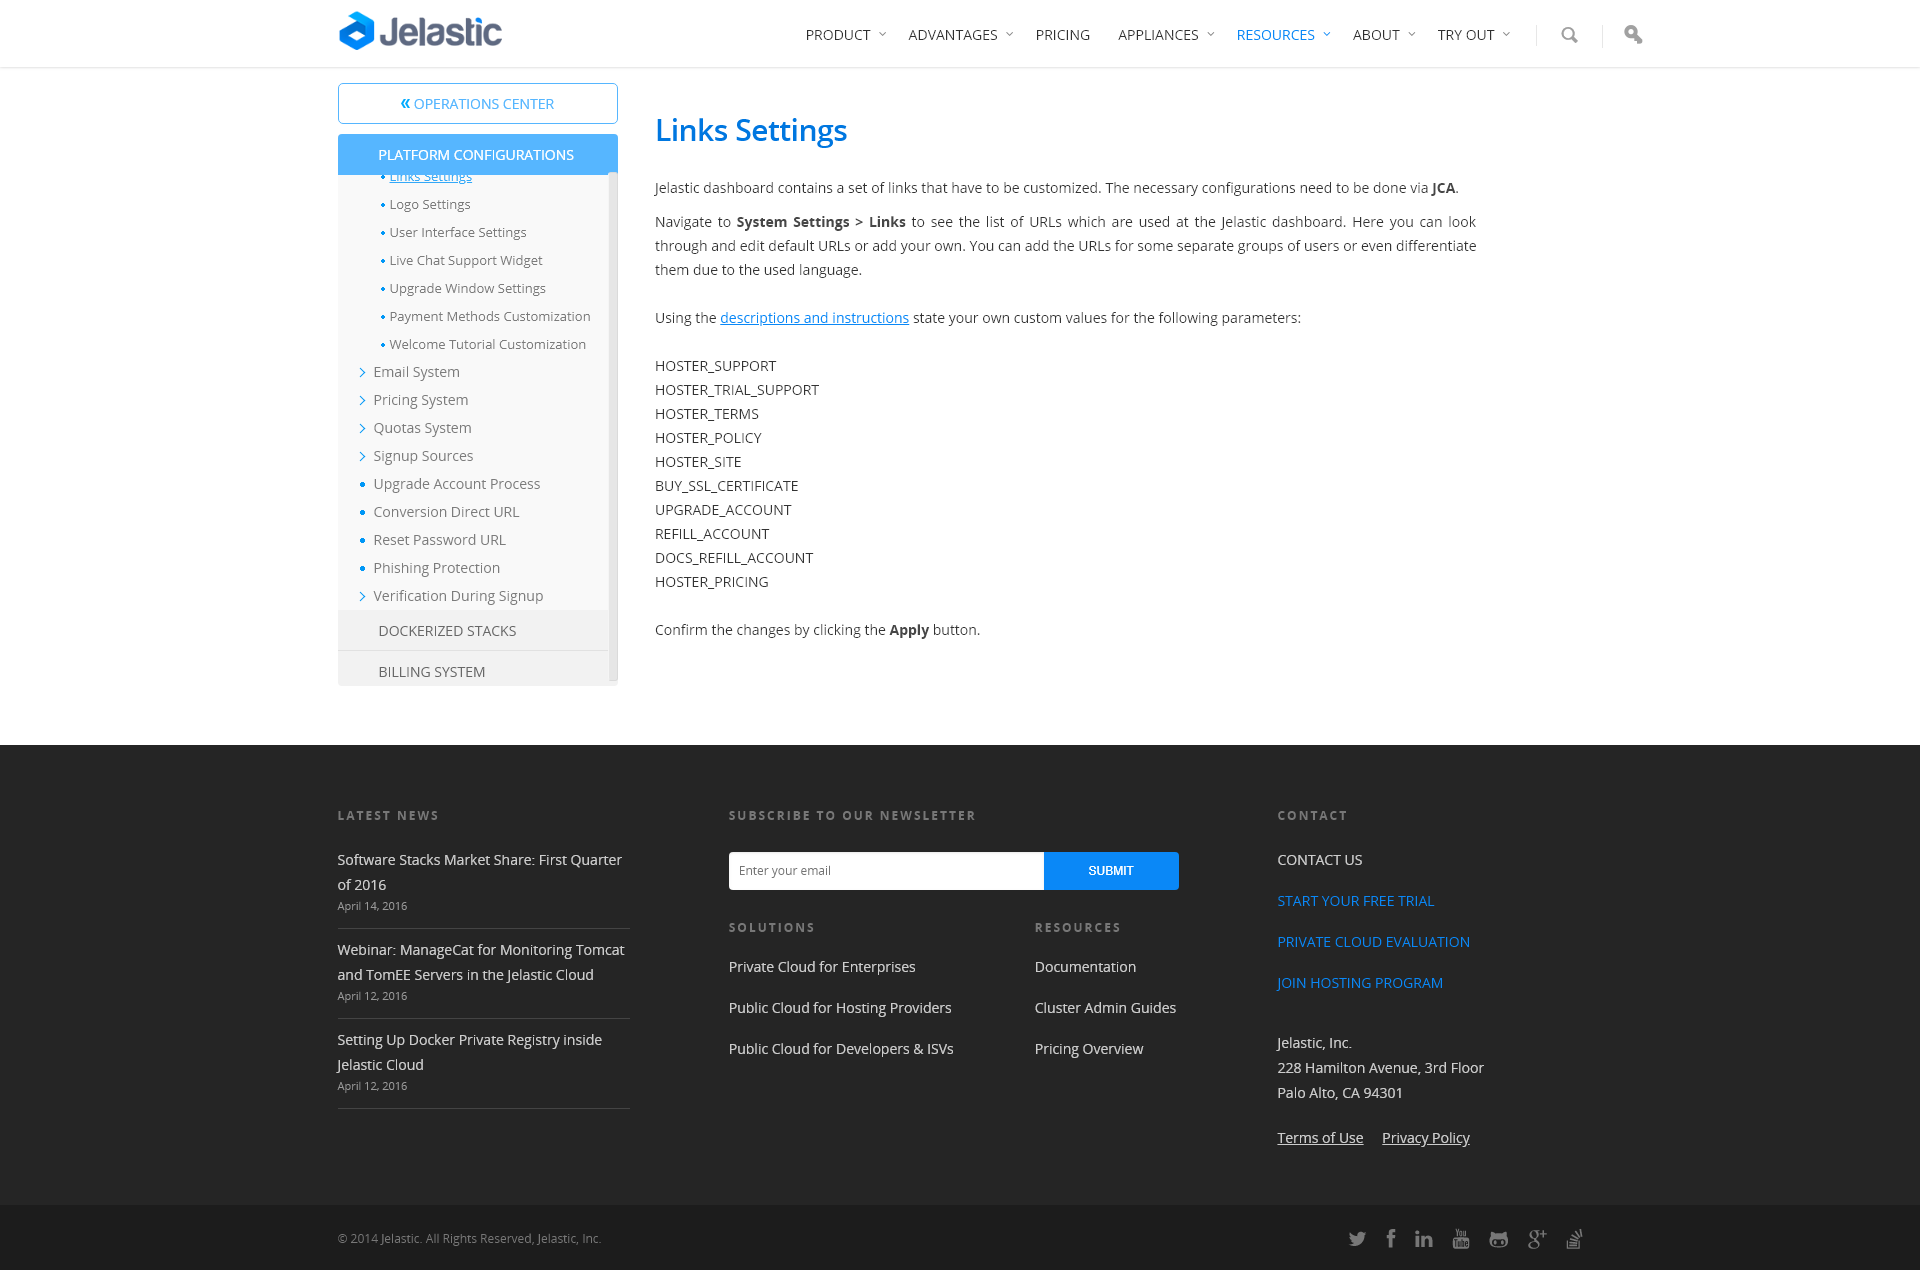 Jelastic
PRODUCT ADVANTAGES PRICING APPLIANCES RESOURCES ABOUT TRY OUT
« OPERATIONS CENTER
PLATFORM CONFIGURATIONS
Links Settings
Logo Settings
User Interface Settings
Live Chat Support Widget
Upgrade Window Settings
Payment Methods Customization
Welcome Tutorial Customization
Email System
Pricing System
Quotas System
Signup Sources
Upgrade Account Process
Conversion Direct URL
Reset Password URL
Phishing Protection
Verification During Signup
DOCKERIZED STACKS
BILLING SYSTEM
Links Settings
Jelastic dashboard contains a set of links that have to be customized. The necessary configurations need to be done via JCA.
Navigate to System Settings > Links to see the list of URLs which are used at the Jelastic dashboard. Here you can look
through and edit default URLs or add your own. You can add the URLs for some separate groups of users or even differentiate
them due to the used language.
Using the descriptions and instructions state your own custom values for the following parameters:
HOSTER_SUPPORT
HOSTER_TRIAL_SUPPORT
HOSTER_TERMS
HOSTER_POLICY
HOSTER_SITE
BUY_SSL_CERTIFICATE
UPGRADE_ACCOUNT
REFILL_ACCOUNT
DOCS_REFILL_ACCOUNT
HOSTER_PRICING
Confirm the changes by clicking the Apply button.
LATEST NEWS
Software Stacks Market Share: First Quarter
of 2016
April 14, 2016
Webinar: ManageCat for Monitoring Tomcat
and TomEE Servers in the Jelastic Cloud
April 12, 2016
Setting Up Docker Private Registry inside
Jelastic Cloud
April 12, 2016
SUBSCRIBE TO OUR NEWSLETTER
Enter your email SUBMIT
SOLUTIONS
Private Cloud for Enterprises
Public Cloud for Hosting Providers
Public Cloud for Developers & ISVs
RESOURCES
Documentation
Cluster Admin Guides
Pricing Overview
CONTACT
CONTACT US
START YOUR FREE TRIAL
PRIVATE CLOUD EVALUATION
JOIN HOSTING PROGRAM
Jelastic, Inc.
228 Hamilton Avenue, 3rd Floor
Palo Alto, CA 94301
Terms of Use Privacy Policy
© 2014 Jelastic. All Rights Reserved, Jelastic, Inc.
You
Tube